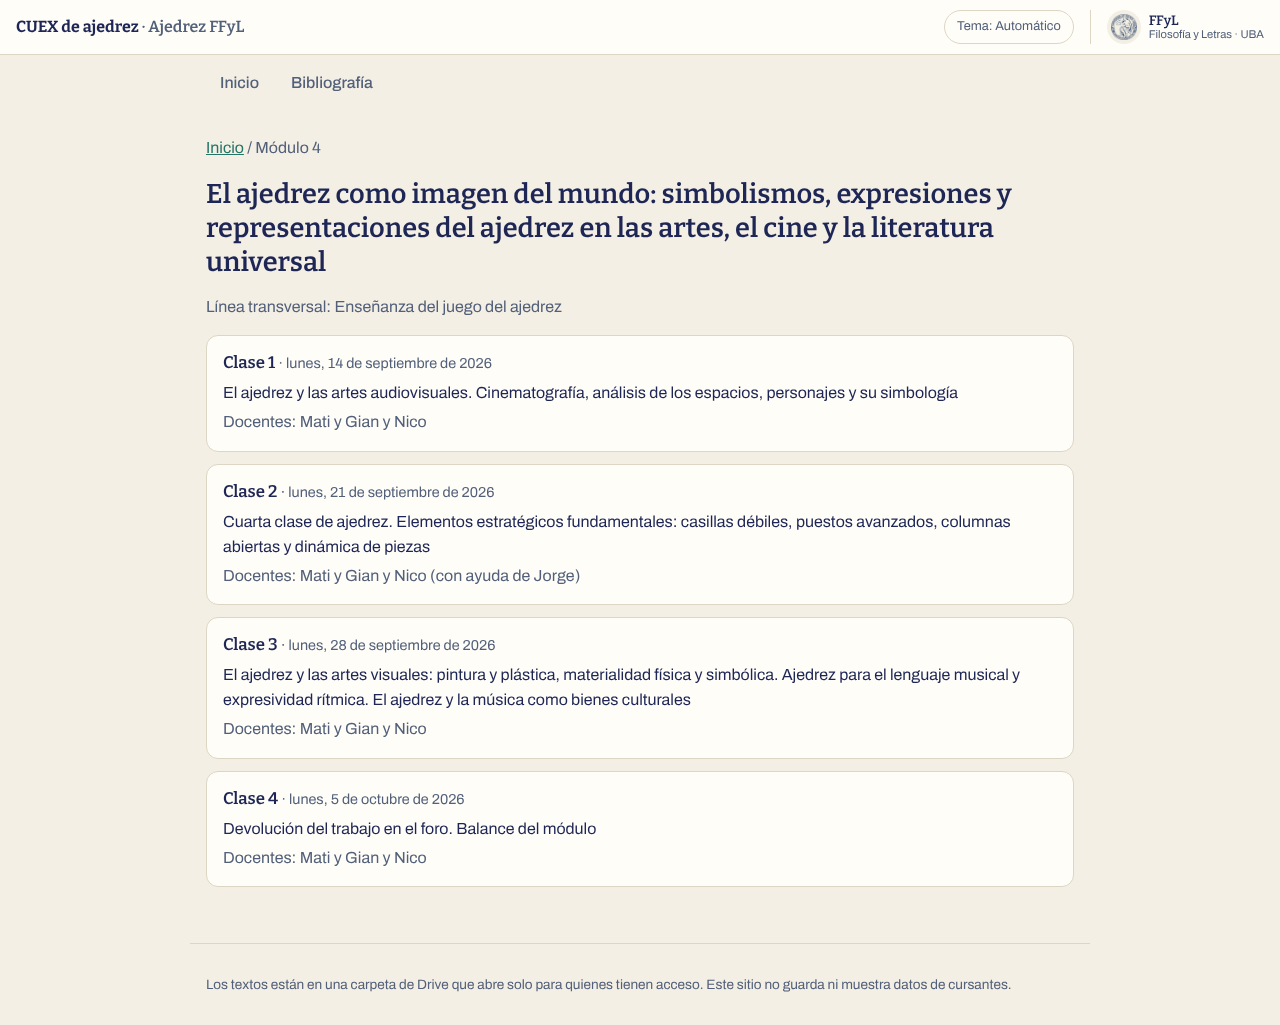 CUEX de ajedrez · Ajedrez FFyL
Tema: Automático
FFyL
Filosofía y Letras · UBA
Inicio
Bibliografía
Inicio / Módulo 4
El ajedrez como imagen del mundo: simbolismos, expresiones y
representaciones del ajedrez en las artes, el cine y la literatura
universal
Línea transversal: Enseñanza del juego del ajedrez
Clase 1 · lunes, 14 de septiembre de 2026
El ajedrez y las artes audiovisuales. Cinematografía, análisis de los espacios, personajes y su simbología
Docentes: Mati y Gian y Nico
Clase 2 · lunes, 21 de septiembre de 2026
Cuarta clase de ajedrez. Elementos estratégicos fundamentales: casillas débiles, puestos avanzados, columnas
abiertas y dinámica de piezas
Docentes: Mati y Gian y Nico (con ayuda de Jorge)
Clase 3 · lunes, 28 de septiembre de 2026
El ajedrez y las artes visuales: pintura y plástica, materialidad física y simbólica. Ajedrez para el lenguaje musical y
expresividad rítmica. El ajedrez y la música como bienes culturales
Docentes: Mati y Gian y Nico
Clase 4 · lunes, 5 de octubre de 2026
Devolución del trabajo en el foro. Balance del módulo
Docentes: Mati y Gian y Nico
Los textos están en una carpeta de Drive que abre solo para quienes tienen acceso. Este sitio no guarda ni muestra datos de cursantes.